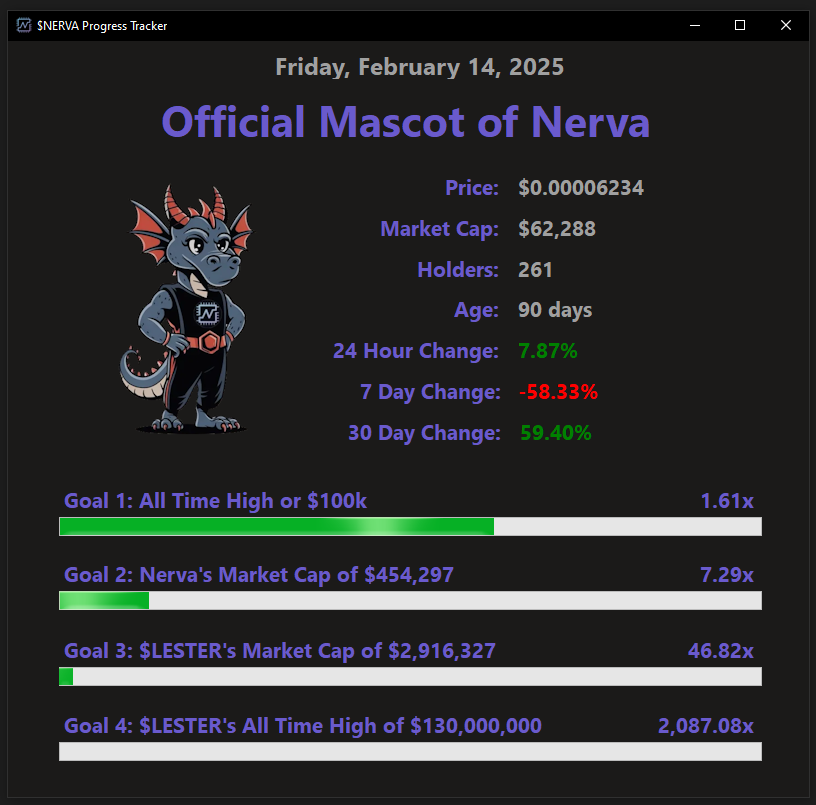 $NERVA Progress Tracker
Friday, February 14, 2025
Official Mascot of Nerva
Price: $0.00006234
Market Cap: $62,288
Holders: 261
Age: 90 days
24 Hour Change: 7.87%
7 Day Change: -58.33%
30 Day Change: 59.40%
Goal 1: All Time High or $100k 1.61x
Goal 2: Nerva's Market Cap of $454,297 7.29x
Goal 3: $LESTER's Market Cap of $2,916,327 46.82x
Goal 4: $LESTER's All Time High of $130,000,000 2,087.08x